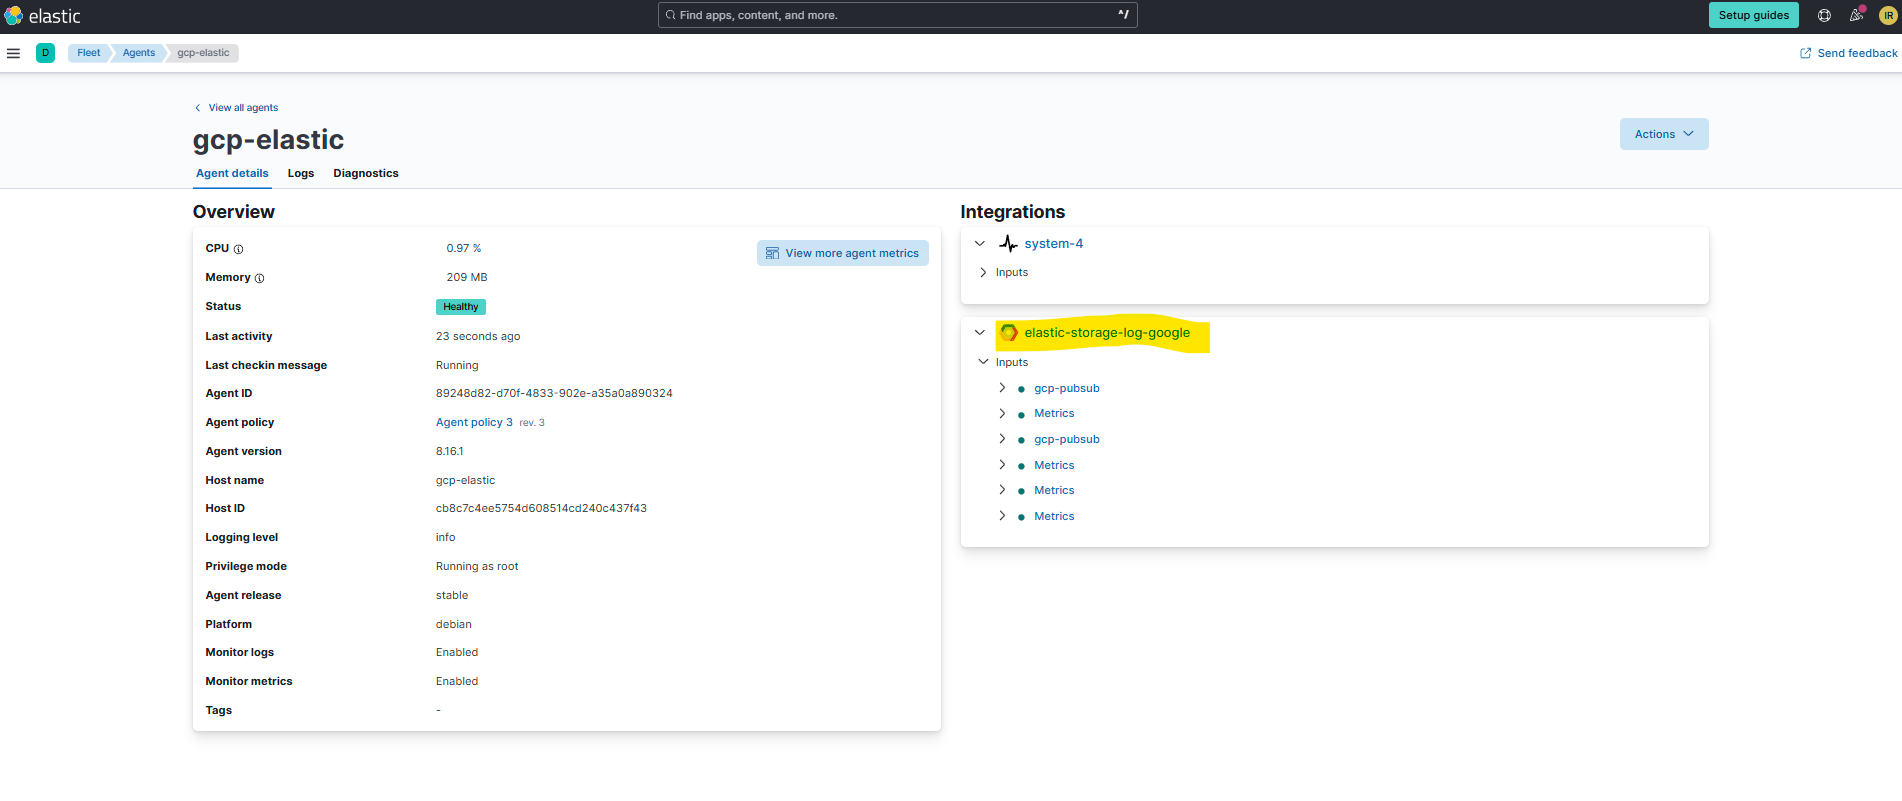 elastic
Find apps, content, and more.
^/
Setup guides
IR
D
Fleet
Agents
gcp-elastic
Send feedback
View all agents
gcp-elastic
Actions
Agent details
Logs
Diagnostics
Overview
CPU
0.97 %
View more agent metrics
Memory
209 MB
Status
Healthy
Last activity
23 seconds ago
Last checkin message
Running
Agent ID
89248d82-d70f-4833-902e-a35a0a890324
Agent policy
Agent policy 3 rev. 3
Agent version
8.16.1
Host name
gcp-elastic
Host ID
cb8c7c4ee5754d608514cd240c437f43
Logging level
info
Privilege mode
Running as root
Agent release
stable
Platform
debian
Monitor logs
Enabled
Monitor metrics
Enabled
Tags
-
Integrations
system-4
Inputs
elastic-storage-log-google
Inputs
gcp-pubsub
Metrics
gcp-pubsub
Metrics
Metrics
Metrics